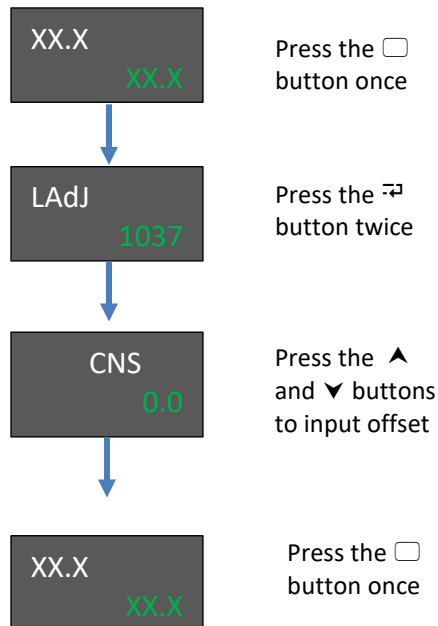 XX.X
XX.X
Press the
button once
LAdJ
1037
Press the
button twice
CNS
0.0
Press the
and buttons
to input offset
XX.X
XX.X
Press the
button once